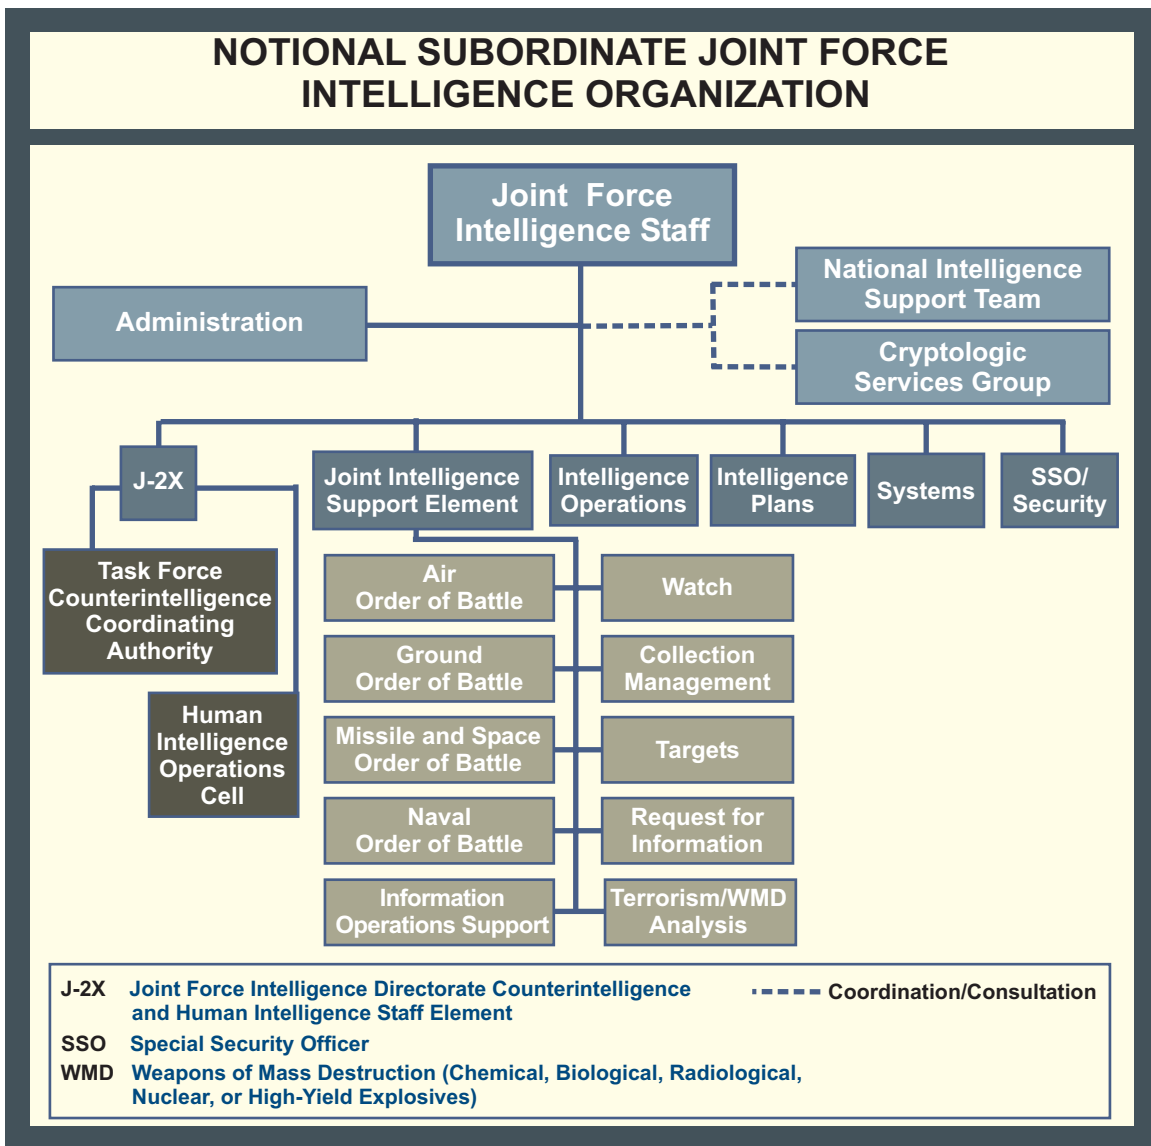 NOTIONAL SUBORDINATE JOINT FORCE
INTELLIGENCE ORGANIZATION
Joint Force
Intelligence Staff
National Intelligence
Support Team
Administration
Cryptologic
Services Group
J-2X
Joint Intelligence
Support Element
Intelligence
Operations
Intelligence
Plans
Systems
SSO/
Security
Task Force
Counterintelligence
Coordinating
Authority
Human
Intelligence
Operations
Cell
Air
Order of Battle
Watch
Ground
Order of Battle
Collection
Management
Missile and Space
Order of Battle
Targets
Naval
Order of Battle
Request for
Information
Information
Operations Support
Terrorism/WMD
Analysis
J-2X Joint Force Intelligence Directorate Counterintelligence
and Human Intelligence Staff Element
Coordination/Consultation
SSO Special Security Officer
WMD Weapons of Mass Destruction (Chemical, Biological, Radiological,
Nuclear, or High-Yield Explosives)